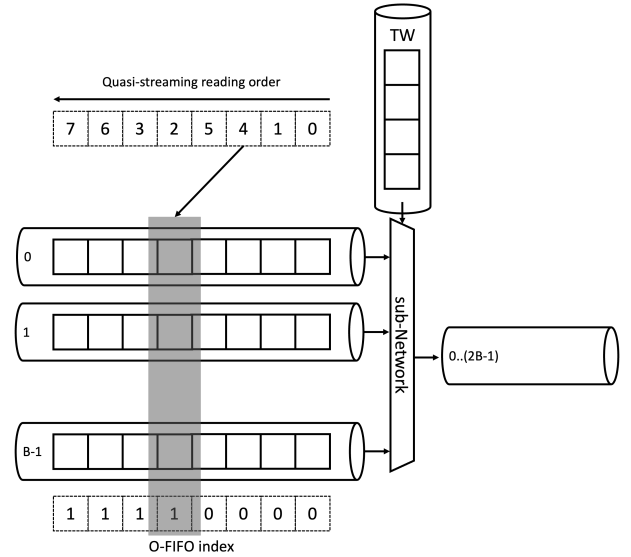 TW
Quasi-streaming reading order
7 6 3 2 5 4 1 0
0
1
sub-Network
0..(2B-1)
B-1
1 1 1 1 0 0 0 0
O-FIFO index